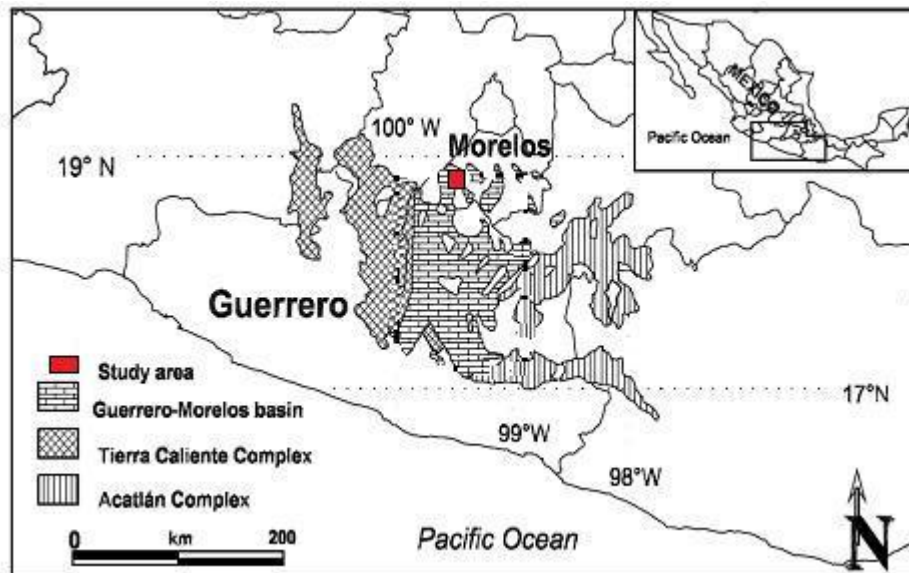 MEXICO
Pacific Ocean
100° W
Morelos
19° N
Guerrero
Study area
Guerrero-Morelos basin
Tierra Caliente Complex
Acatlán Complex
17°N
99°W
98°W
0 km 200
Pacific Ocean
N